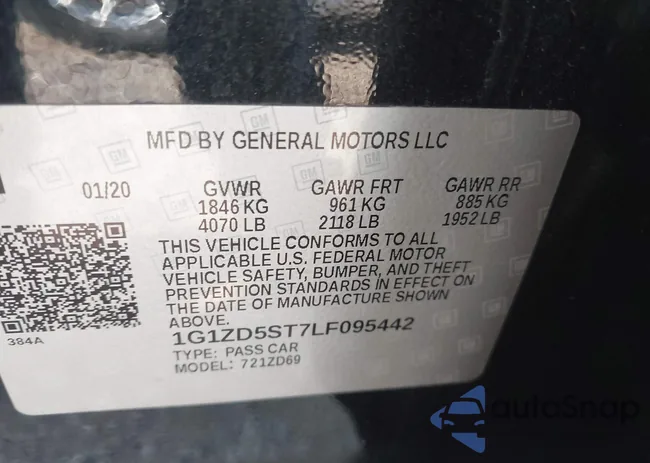 MFD BY GENERAL MOTORS LLC
01/20 GVWR GAWR FRT GAWR RR
1846 KG 961 KG 885 KG
4070 LB 2118 LB 1952 LB
THIS VEHICLE CONFORMS TO ALL
APPLICABLE U.S. FEDERAL MOTOR
VEHICLE SAFETY, BUMPER, AND THEFT
PREVENTION STANDARDS IN EFFECT ON
THE DATE OF MANUFACTURE SHOWN
ABOVE.
384A
1G1ZD5ST7LF095442
TYPE: PASS CAR
MODEL: 721ZD69
autoSnap